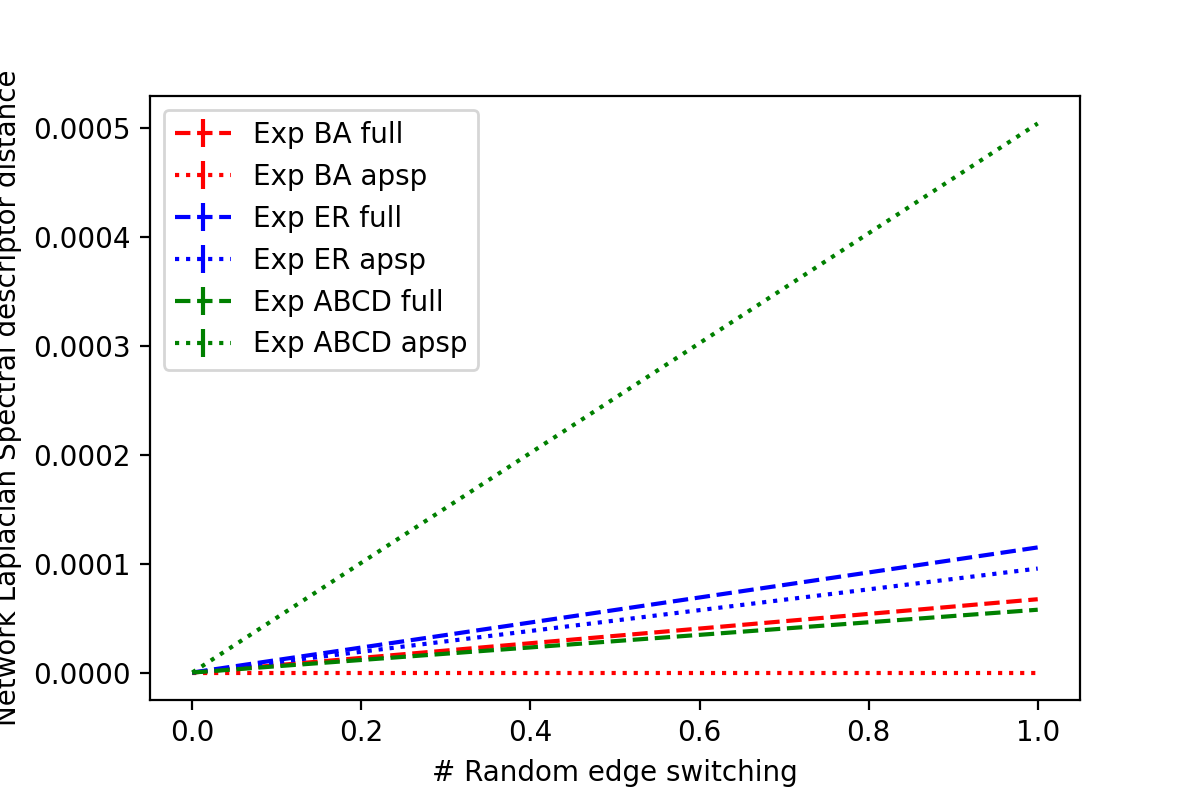 Network Laplacian Spectral descriptor distance
0.0005
0.0004
0.0003
0.0002
0.0001
0.0000
Exp BA full
Exp BA apsp
Exp ER full
Exp ER apsp
Exp ABCD full
Exp ABCD apsp
0.0 0.2 0.4 0.6 0.8 1.0
# Random edge switching